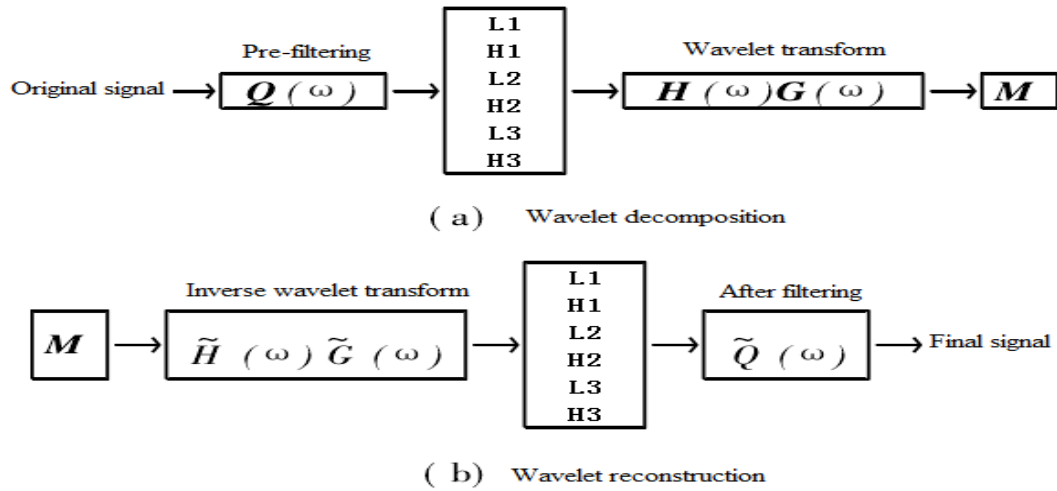 L1
Pre-filtering
H1
Wavelet transform
Original signal
Q (ω)
L2
H (ω)G(ω)
M
H2
L3
H3
(a) Wavelet decomposition
L1
Inverse wavelet transform
H1
After filtering
M
H̃ (ω) G̃ (ω)
L2
H2
Q̃ (ω)
Final signal
L3
H3
(b) Wavelet reconstruction